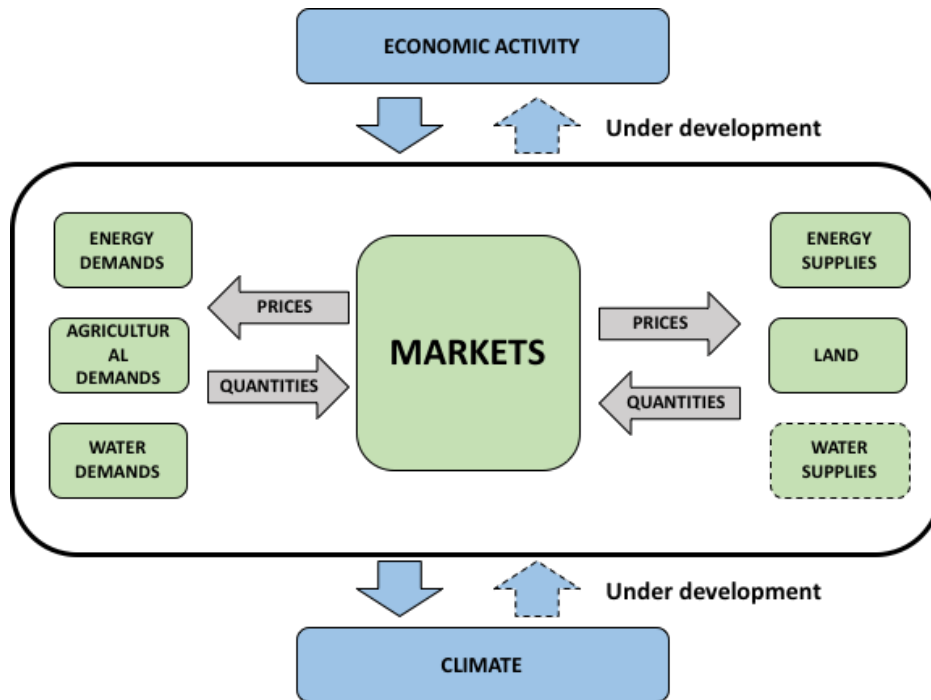 ECONOMIC ACTIVITY
Under development
ENERGY
DEMANDS
AGRICULTUR
AL
DEMANDS
WATER
DEMANDS
PRICES
QUANTITIES
MARKETS
PRICES
QUANTITIES
ENERGY
SUPPLIES
LAND
WATER
SUPPLIES
Under development
CLIMATE